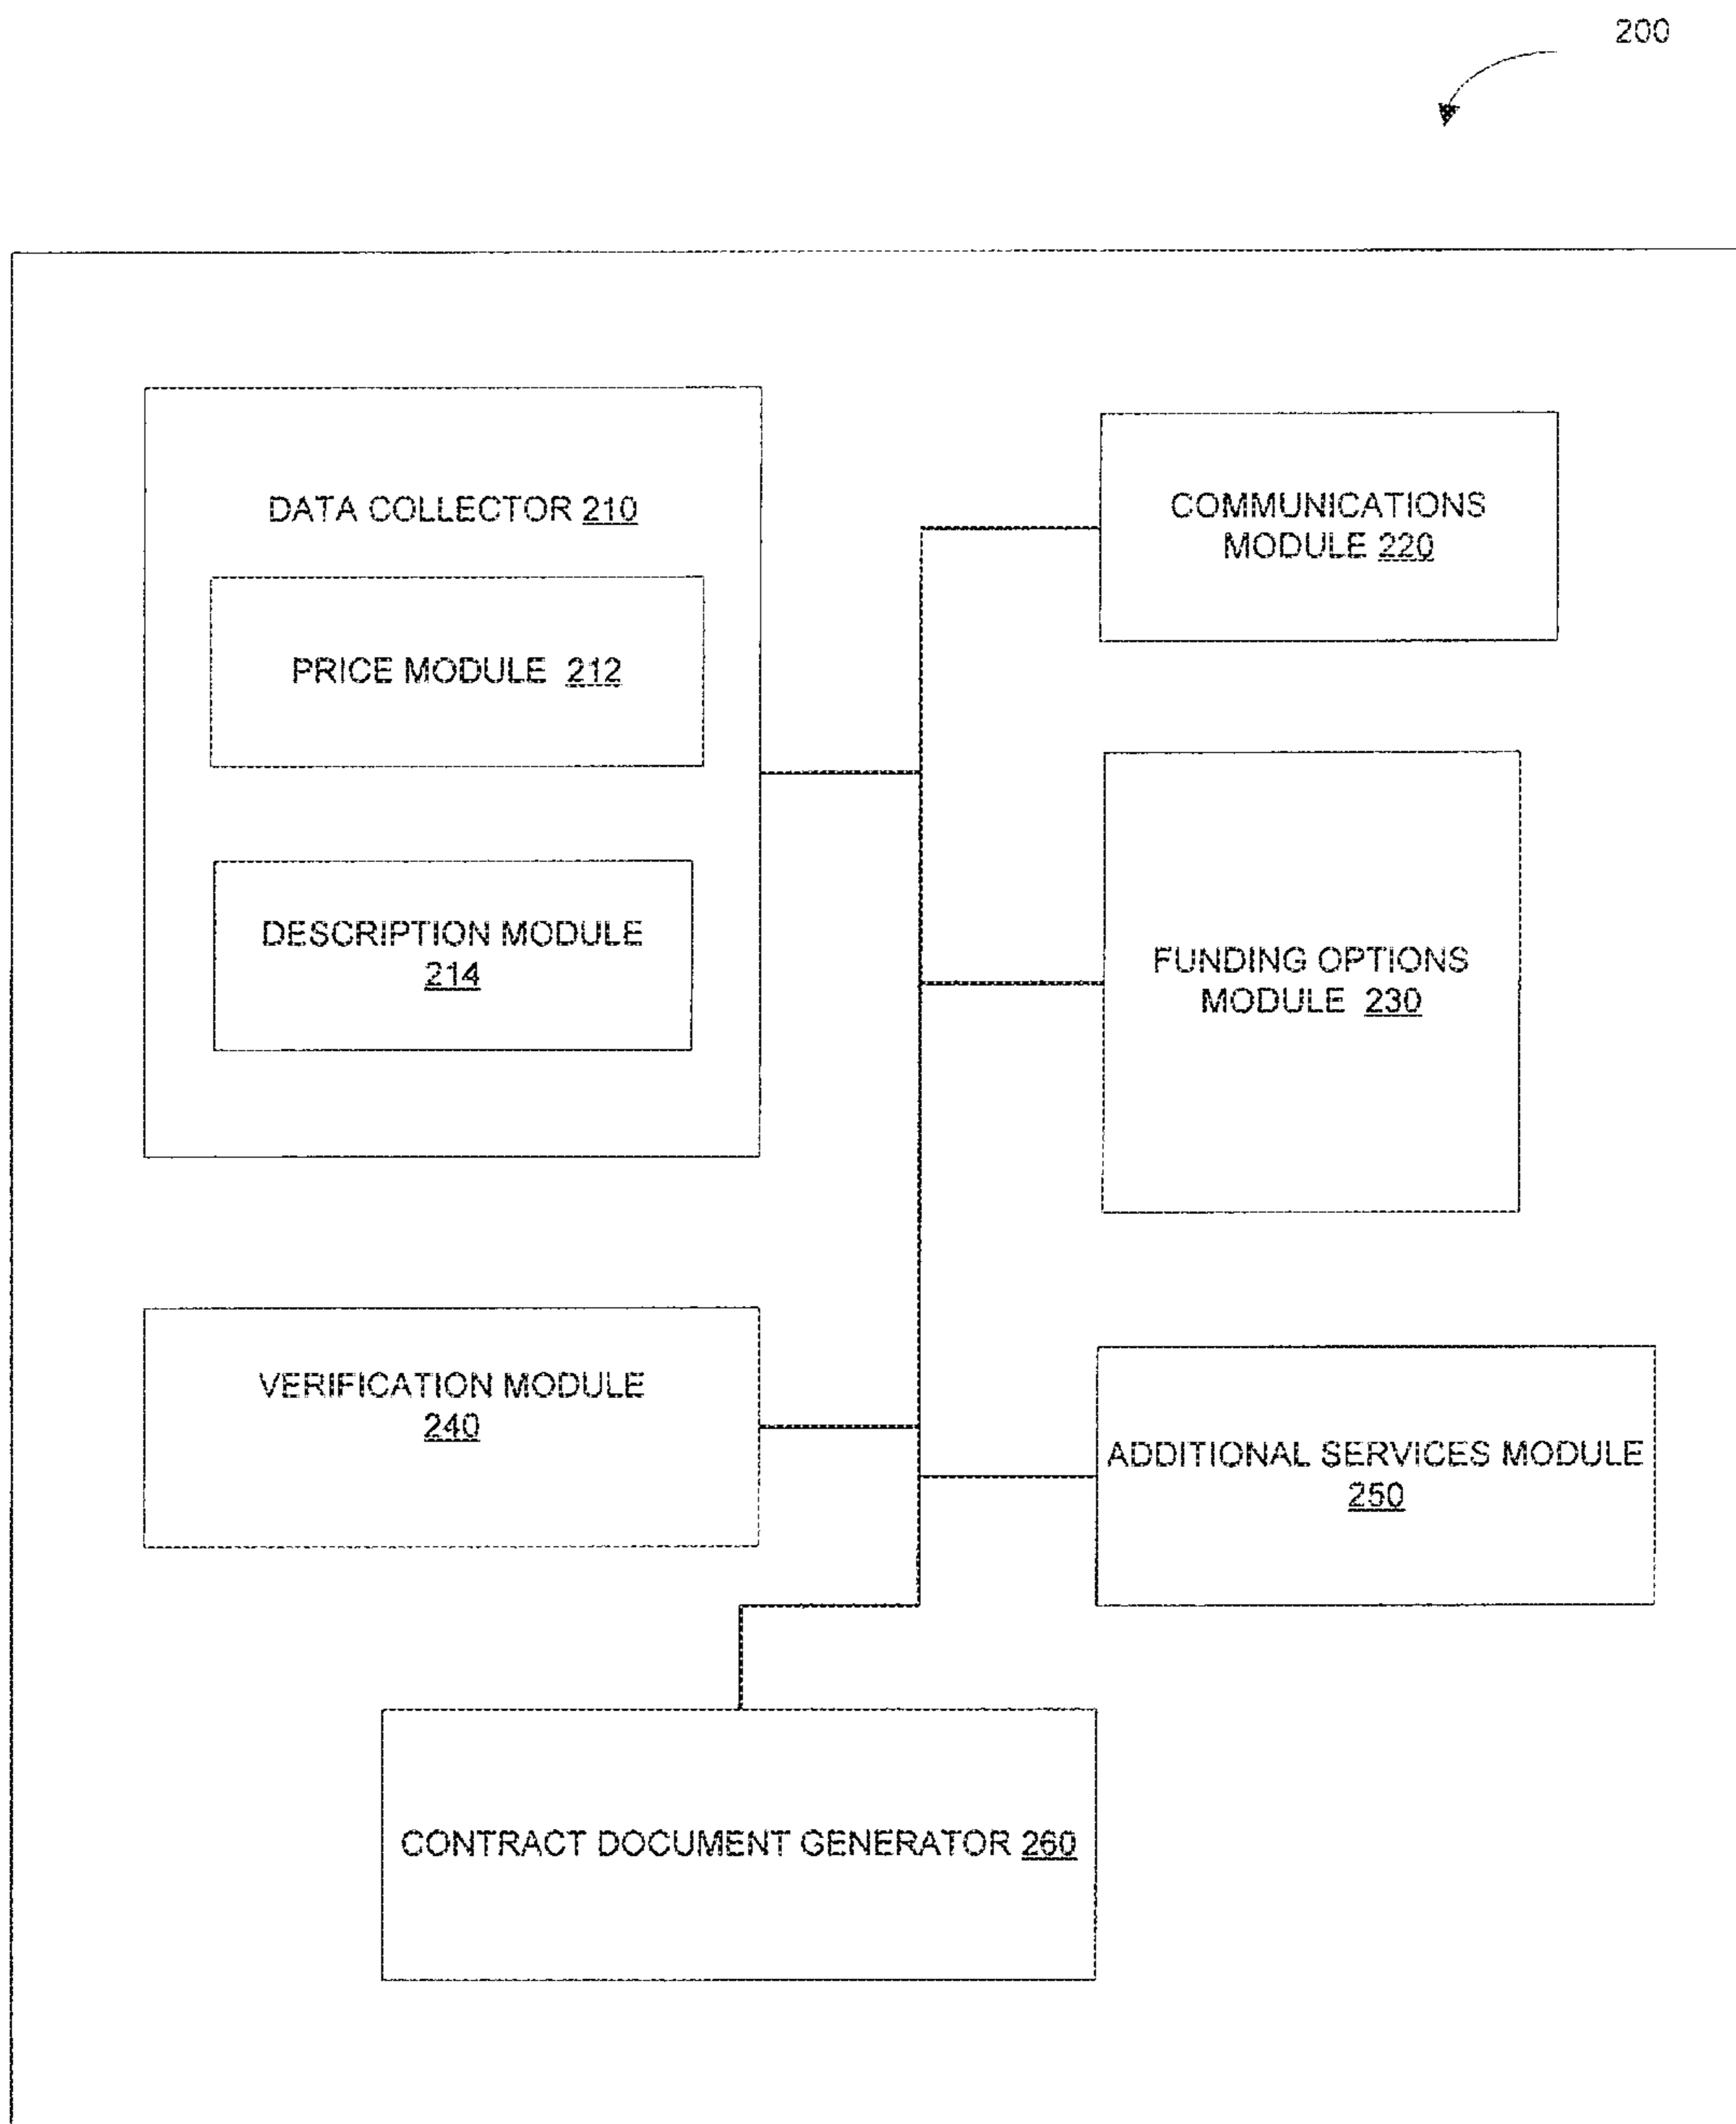 200
DATA COLLECTOR 210
PRICE MODULE 212
DESCRIPTION MODULE
214
COMMUNICATIONS
MODULE 220
FUNDING OPTIONS
MODULE 230
VERIFICATION MODULE
240
ADDITIONAL SERVICES MODULE
250
CONTRACT DOCUMENT GENERATOR 260